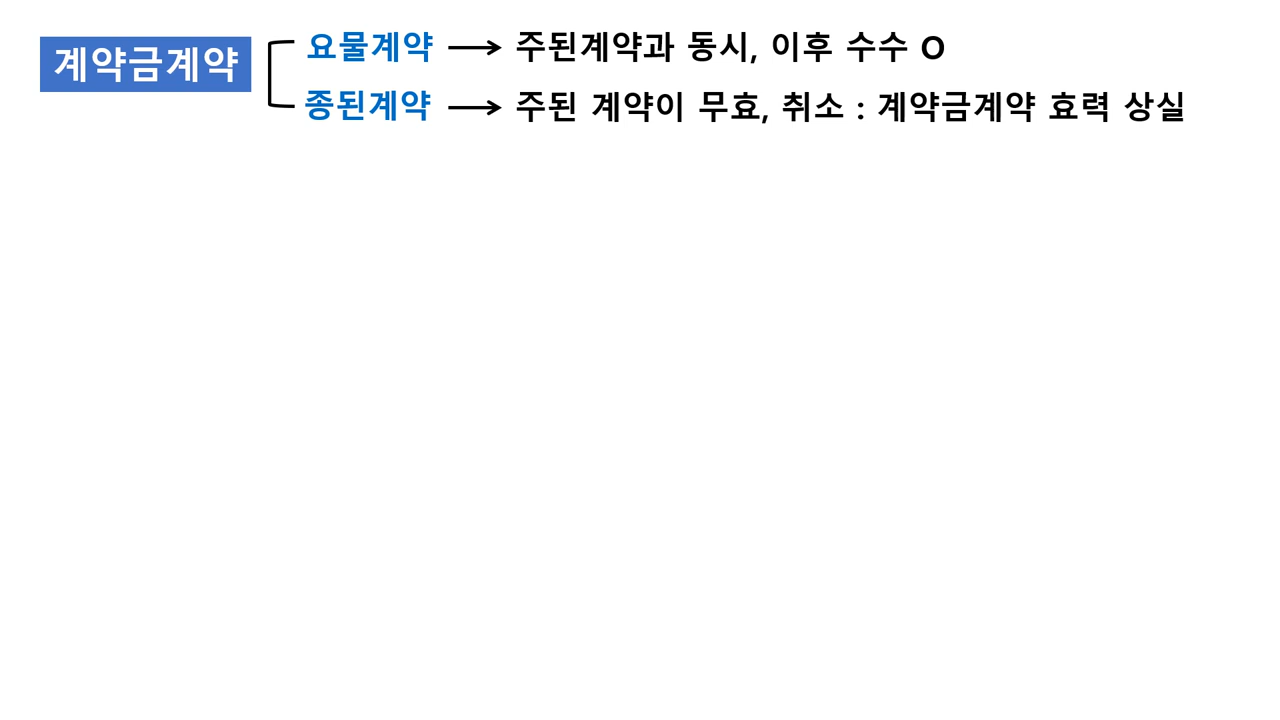 계약금계약
요물계약 → 주된계약과 동시, 이후 수수 O
종된계약 → 주된 계약이 무효, 취소 : 계약금계약 효력 상실